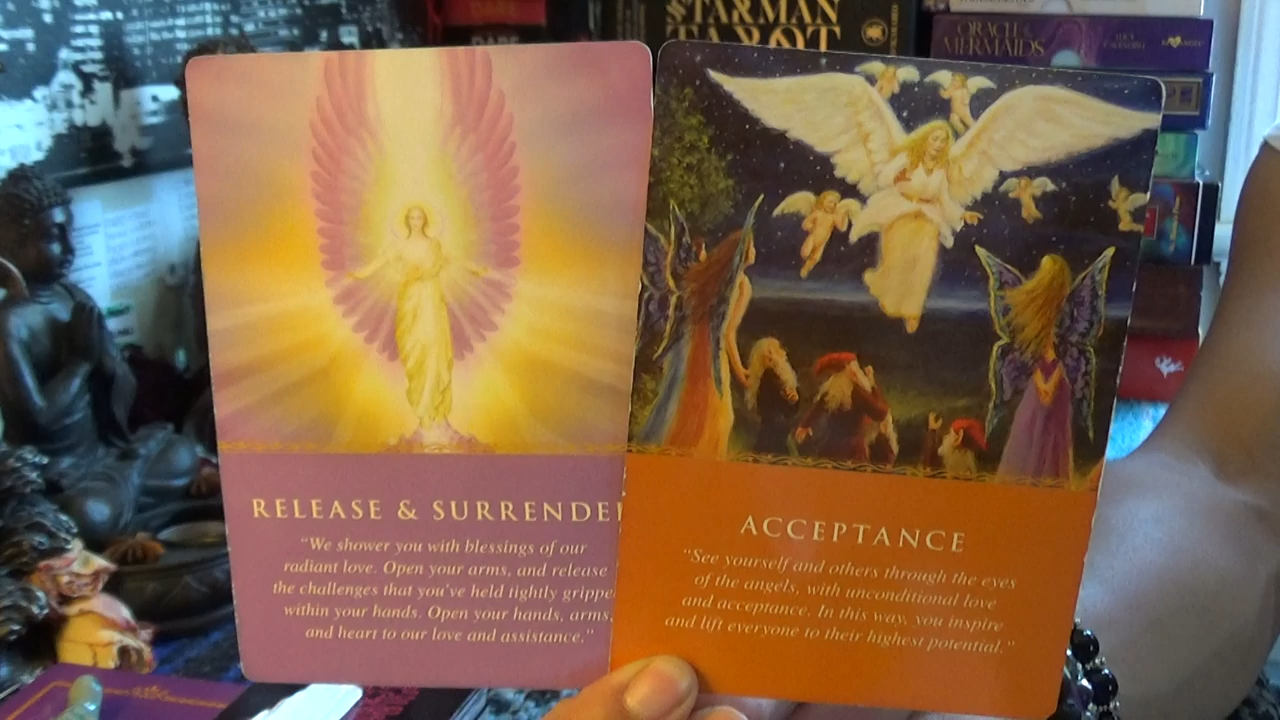 STARMAN
TAROT
ORACLE
MERMAIDS
RELEASE & SURRENDE
"We shower you with blessings of our
radiant love. Open your arms, and release
the challenges that you've held tightly grippe
within your hands. Open your hands, arms,
and heart to our love and assistance."
ACCEPTANCE
"See yourself and others through the eyes
of the angels, with unconditional love
and acceptance. In this way, you inspire
and lift everyone to their highest potential."